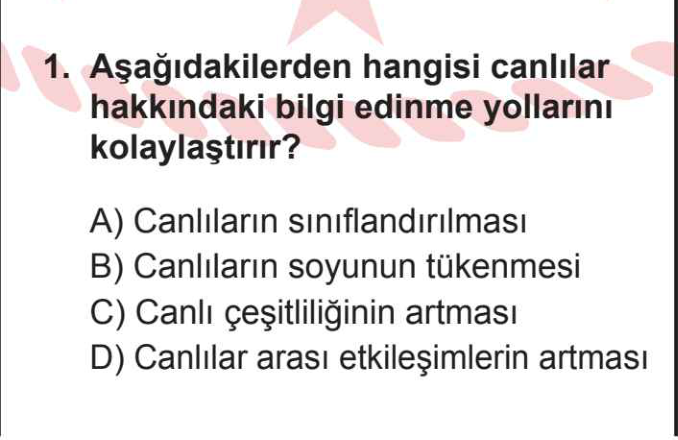 1. Aşağıdakilerden hangisi canlılar
hakkındaki bilgi edinme yollarını
kolaylaştırır?
A) Canlıların sınıflandırılması
B) Canlıların soyunun tükenmesi
C) Canlı çeşitliliğinin artması
D) Canlılar arası etkileşimlerin artması